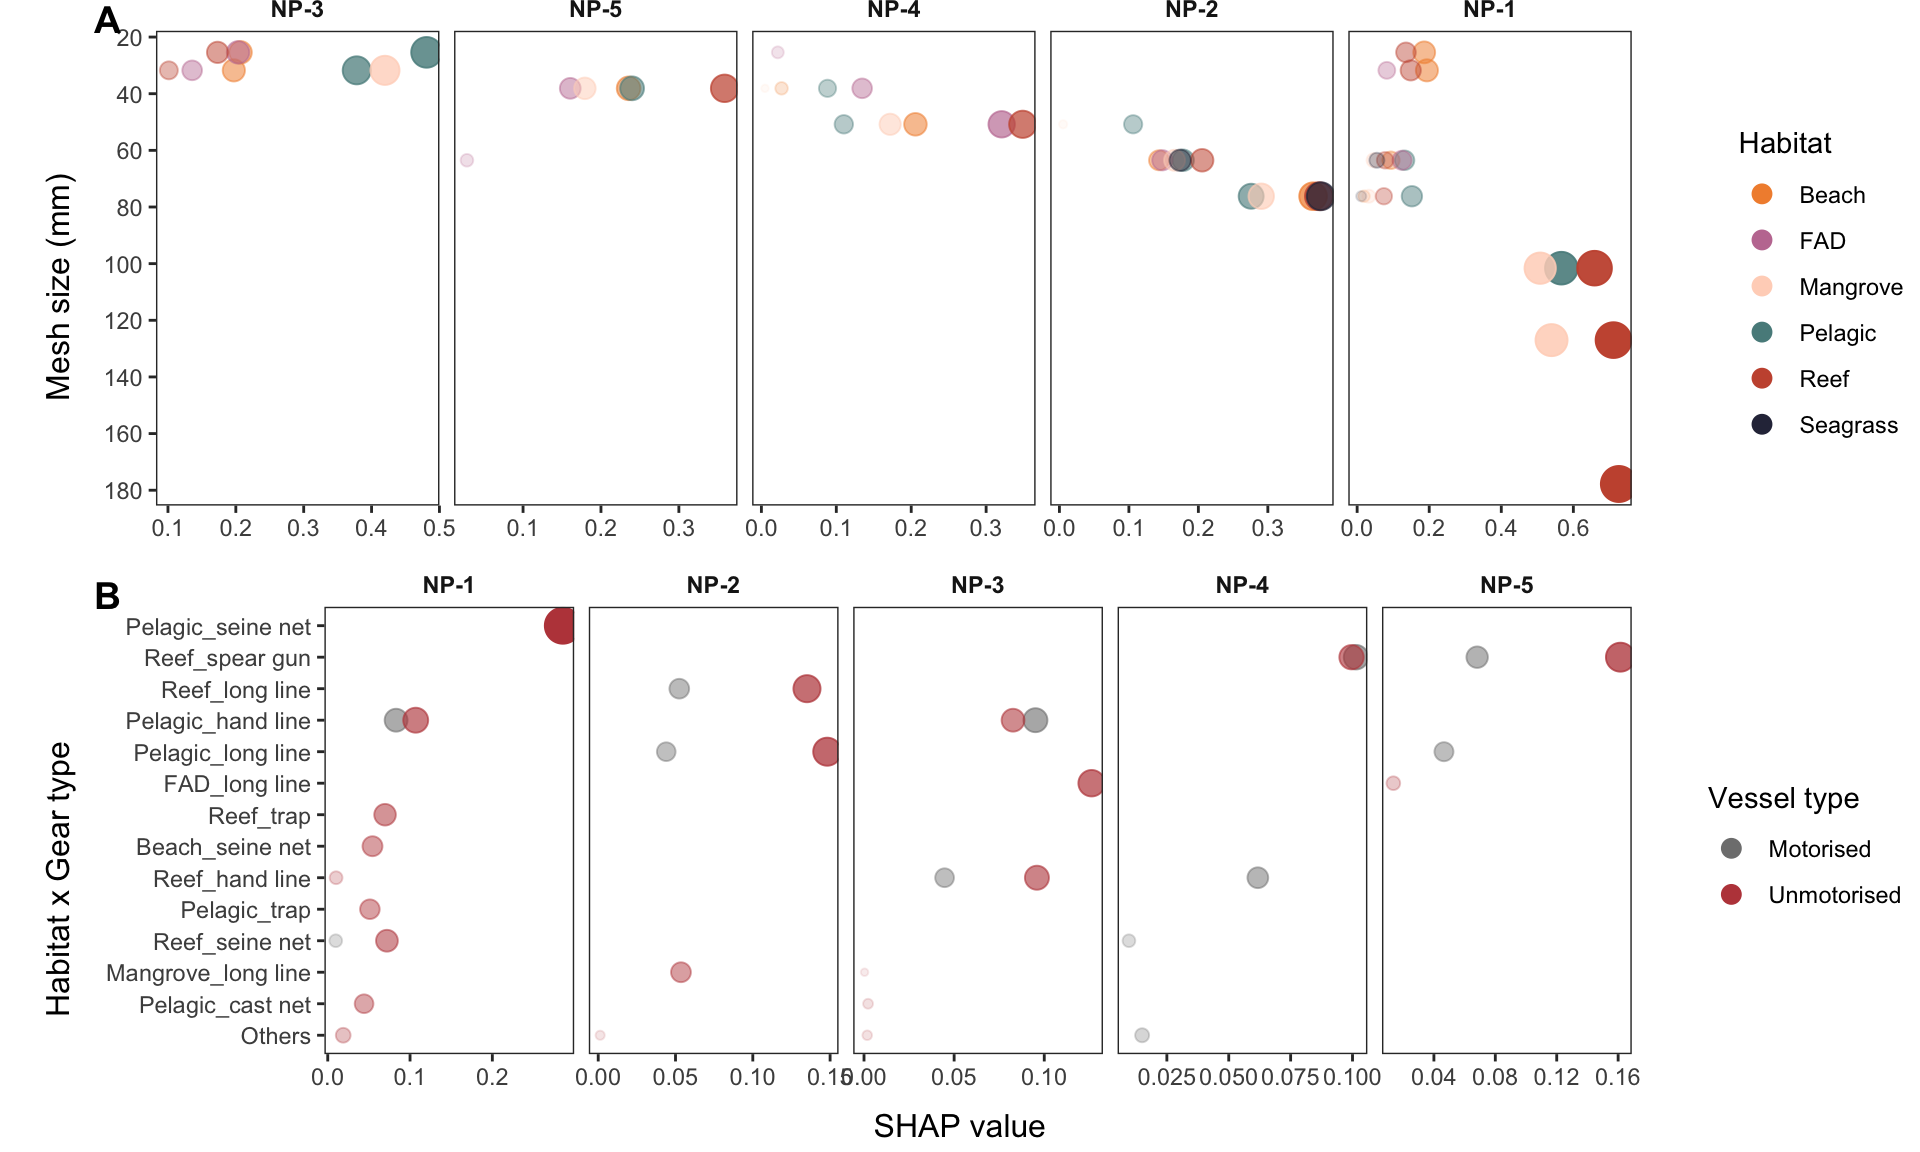 A
NP-3 NP-5 NP-4 NP-2 NP-1
Mesh size (mm)
20
40
60
80
100
120
140
160
180
0.1 0.2 0.3 0.4 0.5 0.1 0.2 0.3 0.0 0.1 0.2 0.3 0.0 0.1 0.2 0.3 0.0 0.2 0.4 0.6
Habitat
Beach
FAD
Mangrove
Pelagic
Reef
Seagrass
B
NP-1 NP-2 NP-3 NP-4 NP-5
Habitat x Gear type
Pelagic_seine net
Reef_spear gun
Reef_long line
Pelagic_hand line
Pelagic_long line
FAD_long line
Reef_trap
Beach_seine net
Reef_hand line
Pelagic_trap
Reef_seine net
Mangrove_long line
Pelagic_cast net
Others
0.0 0.1 0.2 0.00 0.05 0.10 0.15 0.00 0.05 0.10 0.025 0.050 0.075 0.100 0.04 0.08 0.12 0.16
SHAP value
Vessel type
Motorised
Unmotorised